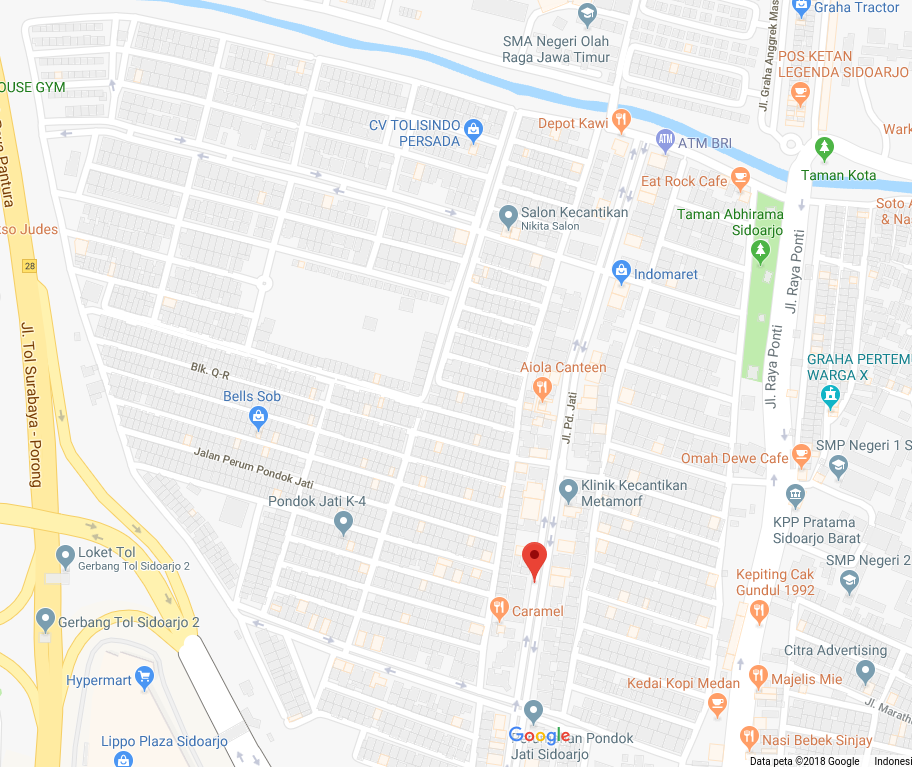 Graha Tractor
SMA Negeri Olah
Raga Jawa Timur
Jl. Graha Anggrek Mas
POS KETAN
LEGENDA SIDOARJO
OUSE GYM
CV TOLISINDO
PERSADA
Depot Kawi
ATM
ATM BRI
Wark
Taman Kota
Eat Rock Cafe
Pantura
Salon Kecantikan
Nikita Salon
Taman Abhirama
Sidoarjo
Soto A
& Na
kso Judes
28
Indomaret
Jl. Raya Ponti
Jl. Raya Ponti
Jl. Tol Surabaya - Porong
Blk. Q-R
Aiola Canteen
GRAHA PERTEMU
WARGA X
Bells Sob
Jl. Pd. Jati
Jalan Perum Pondok Jati
Omah Dewe Cafe
SMP Negeri 1 S
Pondok Jati K-4
Klinik Kecantikan
Metamorf
KPP Pratama
Sidoarjo Barat
Loket Tol
Gerbang Tol Sidoarjo 2
SMP Negeri 2
Kepiting Cak
Gundul 1992
Caramel
Gerbang Tol Sidoarjo 2
Citra Advertising
Hypermart
Majelis Mie
Kedai Kopi Medan
Jl. Marath
Lippo Plaza Sidoarjo
Google
an Pondok
Jati Sidoarjo
Nasi Bebek Sinjay
Data peta ©2018 Google
Indonesi